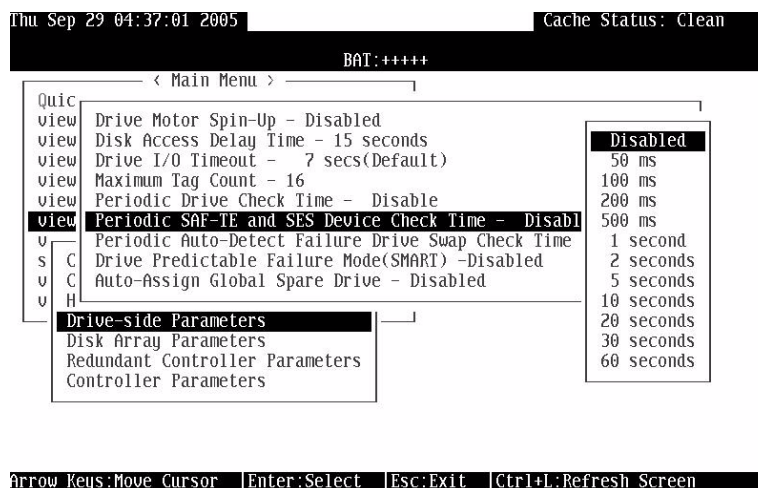 Thu Sep 29 04:37:01 2005 Cache Status: Clean
BAT:+++++
< Main Menu >
Quic
view Drive Motor Spin-Up - Disabled
view Disk Access Delay Time - 15 seconds Disabled
view Drive I/O Timeout - 7 secs(Default) 50 ms
view Maximum Tag Count - 16 100 ms
view Periodic Drive Check Time - Disable 200 ms
view Periodic SAF-TE and SES Device Check Time - Disabl 500 ms
v Periodic Auto-Detect Failure Drive Swap Check Time 1 second
s C Drive Predictable Failure Mode(SMART) -Disabled 2 seconds
v C Auto-Assign Global Spare Drive - Disabled 5 seconds
v H 10 seconds
Drive-side Parameters 20 seconds
Disk Array Parameters 30 seconds
Redundant Controller Parameters 60 seconds
Controller Parameters
Arrow Keys:Move Cursor |Enter:Select |Esc:Exit |Ctrl+L:Refresh Screen